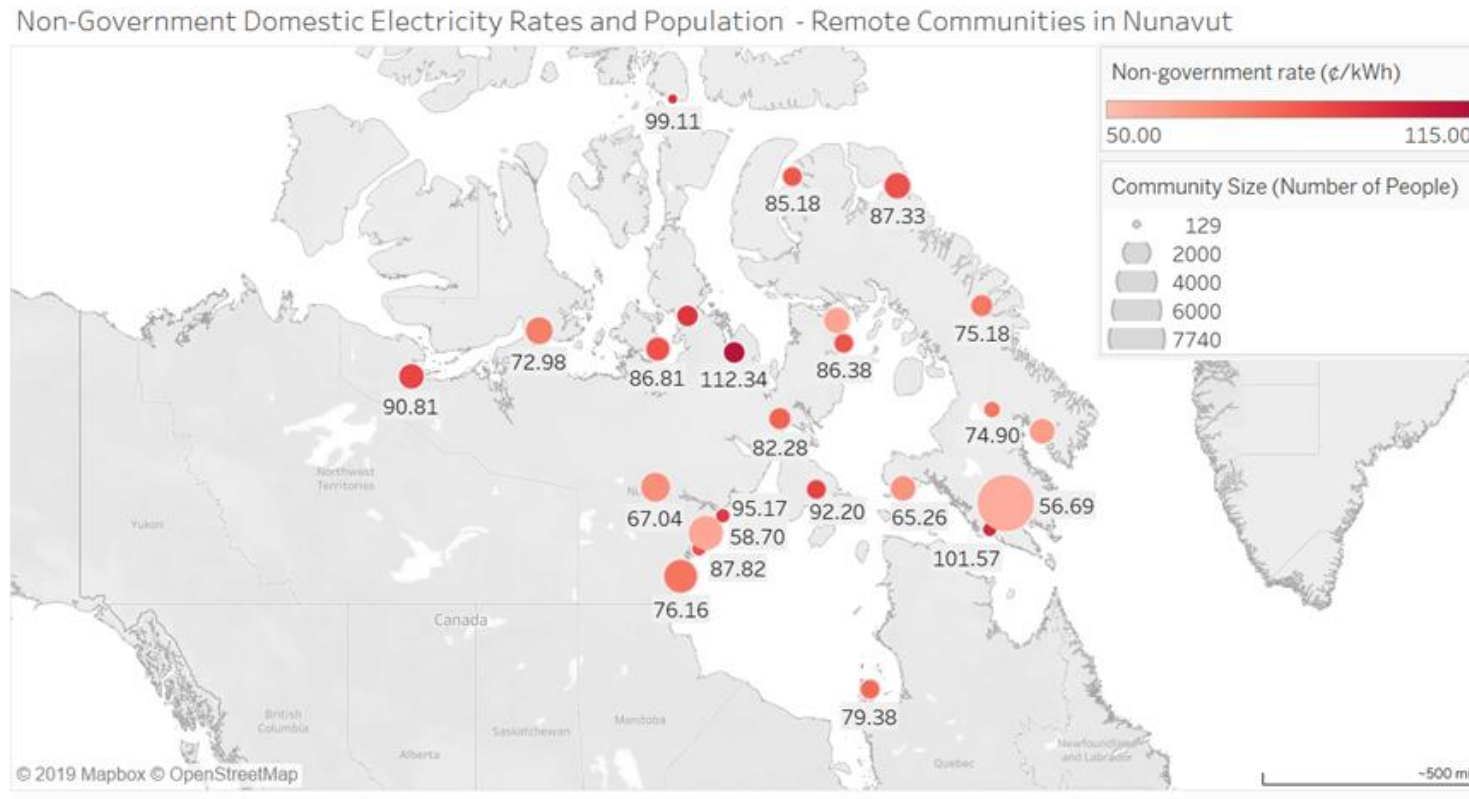 Non-Government Domestic Electricity Rates and Population - Remote Communities in Nunavut
Non-government rate (¢/kWh)
50.00 115.00
Community Size (Number of People)
129
2000
4000
6000
7740
99.11
85.18
87.33
75.18
72.98
86.81
112.34
86.38
90.81
82.28
74.90
67.04
95.17
92.20
65.26
56.69
58.70
87.82
101.57
76.16
79.38
Northwest
Territories
Yukon
Canada
British
Columbia
Alberta
Saskatchewan
Manitoba
Quebec
Newfoundland
and Labrador
© 2019 Mapbox © OpenStreetMap
~500 mi